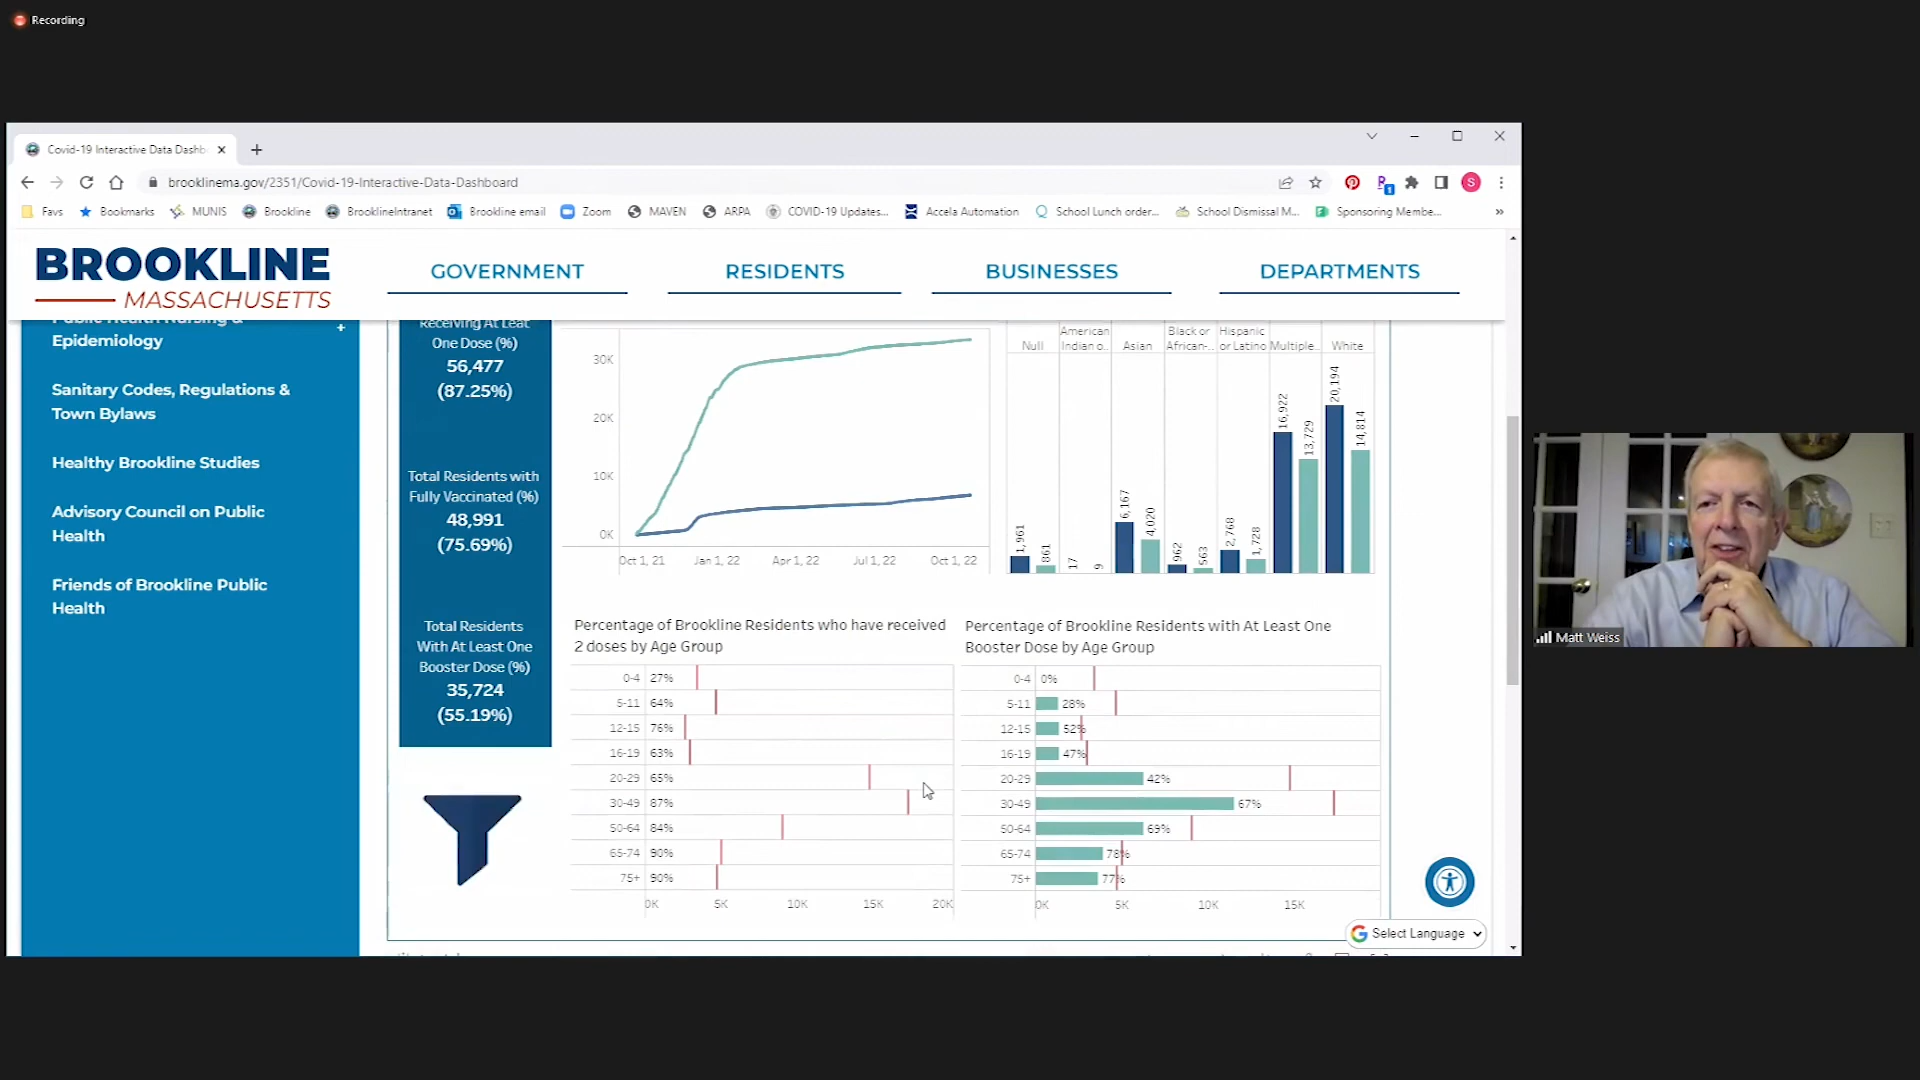 Recording
Covid-19 Interactive Data Dashb
brooklinema.gov/2351/Covid-19-Interactive-Data-Dashboard
S
1
Favs Bookmarks MUNIS Brookline BrooklineIntranet Brookline email Zoom MAVEN ARPA COVID-19 Updates... Accela Automation School Lunch order... School Dismissal M... Sponsoring Membe... »
BROOKLINE
MASSACHUSETTS
GOVERNMENT RESIDENTS BUSINESSES DEPARTMENTS
Public Health Nursing &
Epidemiology
+
Sanitary Codes, Regulations &
Town Bylaws
Healthy Brookline Studies
Advisory Council on Public
Health
Friends of Brookline Public
Health
Receiving At Leat
One Dose (%)
56,477
(87.25%)
Total Residents with
Fully Vaccinated (%)
48,991
(75.69%)
Total Residents
With At Least One
Booster Dose (%)
35,724
(55.19%)
30K
20K
10K
0K
Oct 1, 21 Jan 1, 22 Apr 1, 22 Jul 1, 22 Oct 1, 22
Null
American
Indian o..
Asian
Black or
African-..
Hispanic
or Latino
Multiple..
White
1,961
861
17
9
6,167
4,020
962
563
2,768
1,728
16,922
13,729
20,194
14,814
Percentage of Brookline Residents who have received
2 doses by Age Group
0-4 27%
5-11 64%
12-15 76%
16-19 63%
20-29 65%
30-49 87%
50-64 84%
65-74 90%
75+ 90%
0K 5K 10K 15K 20K
Percentage of Brookline Residents with At Least One
Booster Dose by Age Group
0-4 0%
5-11 28%
12-15 52%
16-19 47%
20-29 42%
30-49 67%
50-64 69%
65-74 78%
75+ 77%
0K 5K 10K 15K
Select Language
Matt Weiss